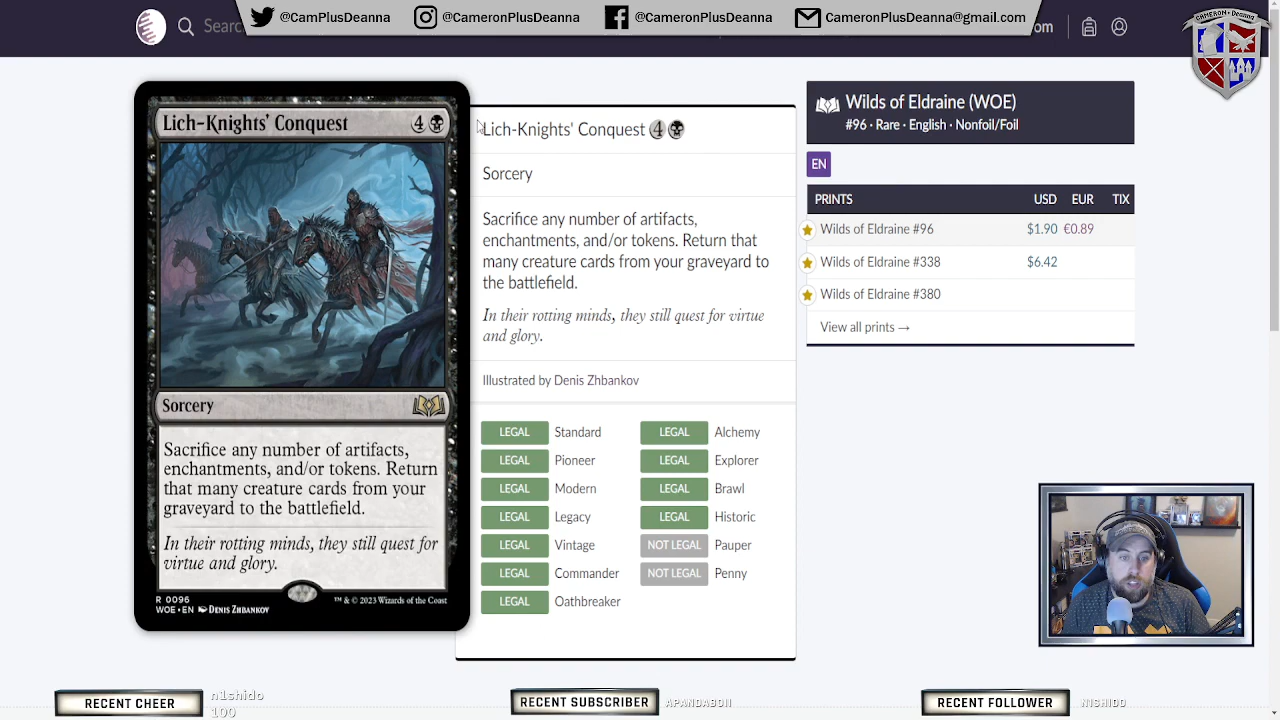 @CamPlusDeanna @CameronPlusDeanna @CameronPlusDeanna CameronPlusDeanna@gmail.com
Searc
om
CAMERON + Deanna
Lich-Knights' Conquest 4
Sorcery
Sacrifice any number of artifacts,
enchantments, and/or tokens. Return
that many creature cards from your
graveyard to the battlefield.
In their rotting minds, they still quest for
virtue and glory.
R 0096
WOE • EN DENIS ZHBANKOV
™ & © 2023 Wizards of the Coast
Lich-Knights' Conquest 4
Sorcery
Sacrifice any number of artifacts,
enchantments, and/or tokens. Return that
many creature cards from your graveyard to
the battlefield.
In their rotting minds, they still quest for virtue
and glory.
Illustrated by Denis Zhbankov
LEGAL Standard LEGAL Alchemy
LEGAL Pioneer LEGAL Explorer
LEGAL Modern LEGAL Brawl
LEGAL Legacy LEGAL Historic
LEGAL Vintage NOT LEGAL Pauper
LEGAL Commander NOT LEGAL Penny
LEGAL Oathbreaker
Wilds of Eldraine (WOE)
#96 · Rare · English · Nonfoil/Foil
EN
PRINTS USD EUR TIX
Wilds of Eldraine #96 $1.90 €0.89
Wilds of Eldraine #338 $6.42
Wilds of Eldraine #380
View all prints →
RECENT CHEER n1shido
100
RECENT SUBSCRIBER APANDABON
RECENT FOLLOWER N1SHIDO